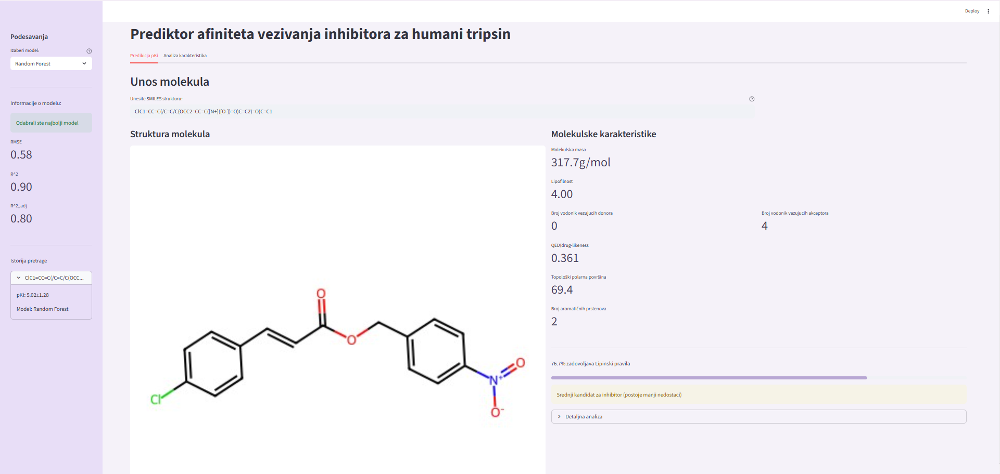 Deploy
Podesavanja
Izaberi model:
Random Forest
Informacije o modelu:
Odabrali ste najbolji model
RMSE
0.58
R^2
0.90
R^2_adj
0.80
Istorija pretrage
ClC1=CC=C(/C=C/C(OCC...
pKi: 5.02±1.28
Model: Random Forest
Prediktor afiniteta vezivanja inhibitora za humani tripsin
Predikicja pKi Analiza karakteristika
Unos molekula
Unesite SMILES strukturu:
ClC1=CC=C(/C=C/C(OCC2=CC=C([N+]([O-])=O)C=C2)=O)C=C1
Struktura molekula
O
O
Cl
N+
O
O-
Molekulske karakteristike
Molekulska masa
317.7g/mol
Lipofilnost
4.00
Broj vodonik vezujucih donora
0
Broj vodonik vezujucih akceptora
4
QED(drug-likeness
0.361
Topološki polarna površina
69.4
Broj aromatičnih prstenova
2
76.7% zadovoljava Lipinski pravila
Srednji kandidat za inhibitor (postoje manji nedostaci)
Detaljna analiza